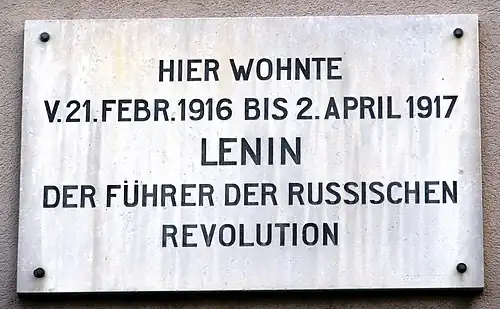 HIER WOHNTE
V. 21. FEBR. 1916 BIS 2. APRIL 1917
LENIN
DER FÜHRER DER RUSSISCHEN
REVOLUTION